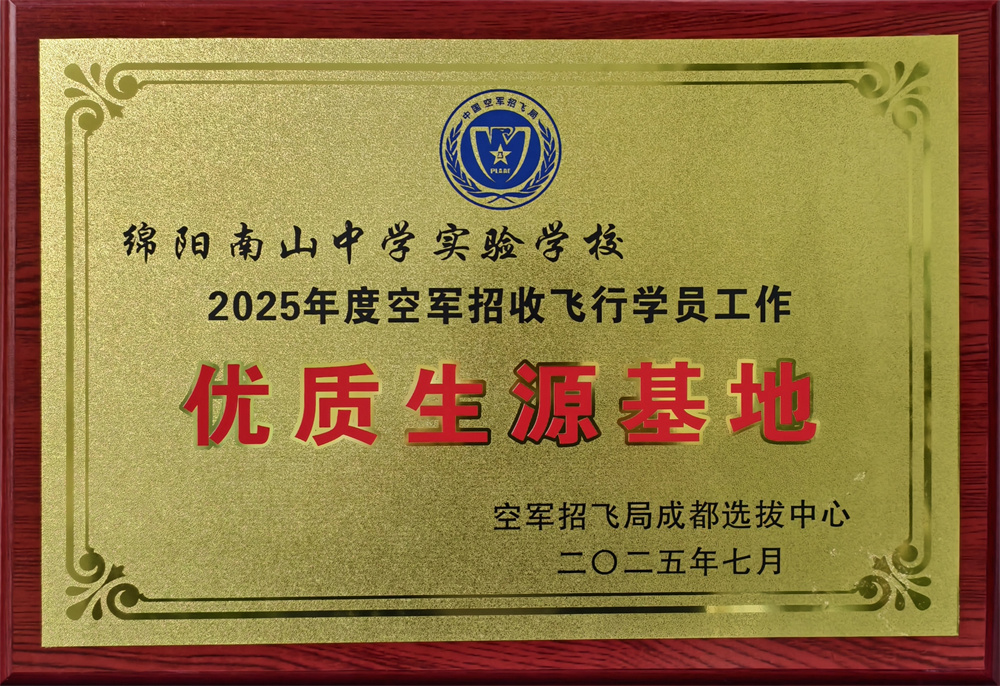 中国空军招飞局
绵阳南山中学实验学校
2025年度空军招收飞行学员工作
优质生源基地
空军招飞局成都选拔中心
二〇二五年七月